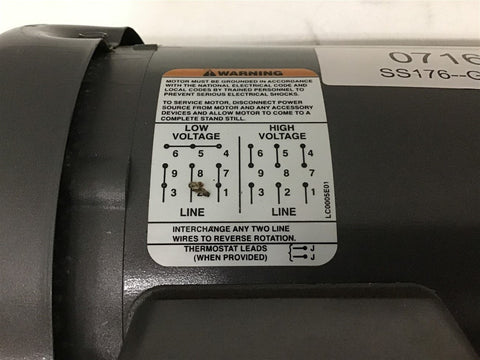 WARNING
MOTOR MUST BE GROUNDED IN ACCORDANCE
WITH THE NATIONAL ELECTRICAL CODE AND
LOCAL CODES BY TRAINED PERSONNEL TO
PREVENT SERIOUS ELECTRICAL SHOCKS.
TO SERVICE MOTOR, DISCONNECT POWER
SOURCE FROM MOTOR AND ANY ACCESSORY
DEVICES AND ALLOW MOTOR TO COME TO A
COMPLETE STAND STILL.
LOW HIGH
VOLTAGE VOLTAGE
6 5 4 6 5 4
9 8 7 9 8 7
3 1 3 2 1
LINE LINE
LC0005E01
INTERCHANGE ANY TWO LINE
WIRES TO REVERSE ROTATION.
THERMOSTAT LEADS J
(WHEN PROVIDED) J
0716
SS176--G